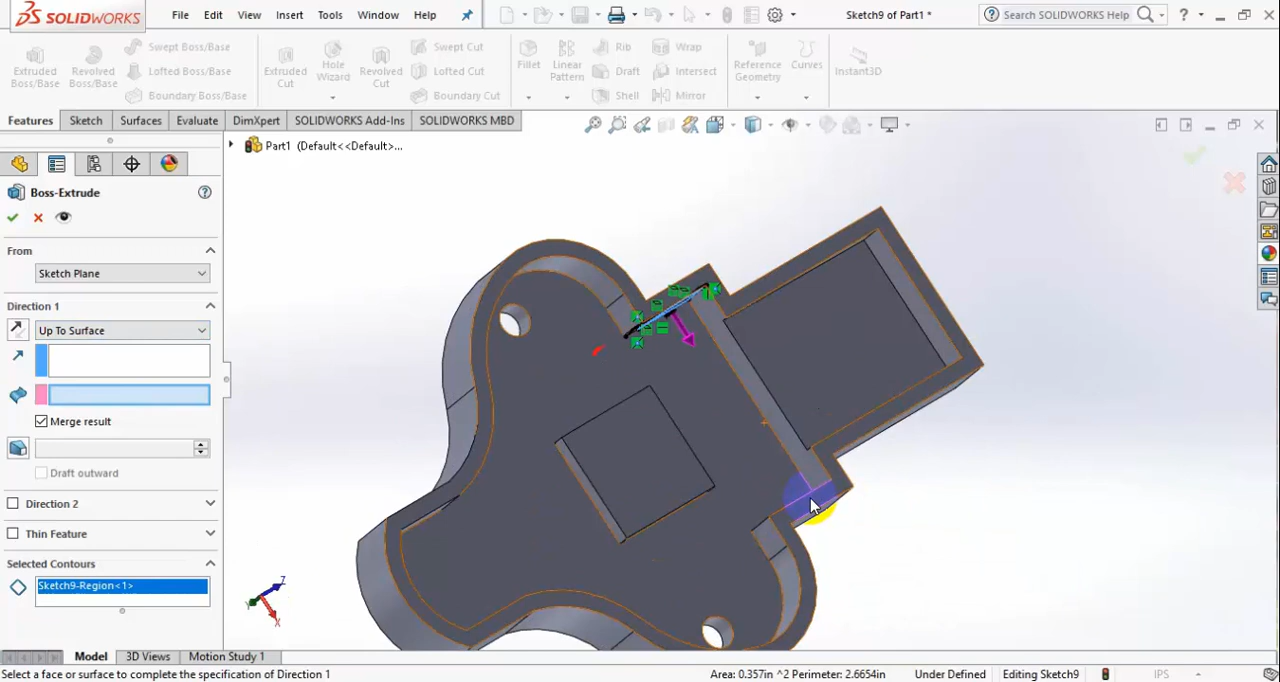 SOLIDWORKS
File Edit View Insert Tools Window Help
Sketch9 of Part1 *
Search SOLIDWORKS Help
?
Extruded Boss/Base
Revolved Boss/Base
Swept Boss/Base
Lofted Boss/Base
Boundary Boss/Base
Extruded Cut
Hole Wizard
Revolved Cut
Swept Cut
Lofted Cut
Boundary Cut
Fillet
Linear Pattern
Rib
Draft
Shell
Wrap
Intersect
Mirror
Reference Geometry
Curves
Instant3D
Features Sketch Surfaces Evaluate DimXpert SOLIDWORKS Add-Ins SOLIDWORKS MBD
Part1 (Default<<Default>...
Boss-Extrude
?
From
Sketch Plane
Direction 1
Up To Surface
Merge result
Draft outward
Direction 2
Thin Feature
Selected Contours
Sketch9-Region<1>
Z
Y
X
Model 3D Views Motion Study 1
Select a face or surface to complete the specification of Direction 1
Area: 0.357in ^2 Perimeter: 2.6654in
Under Defined
Editing Sketch9
IPS